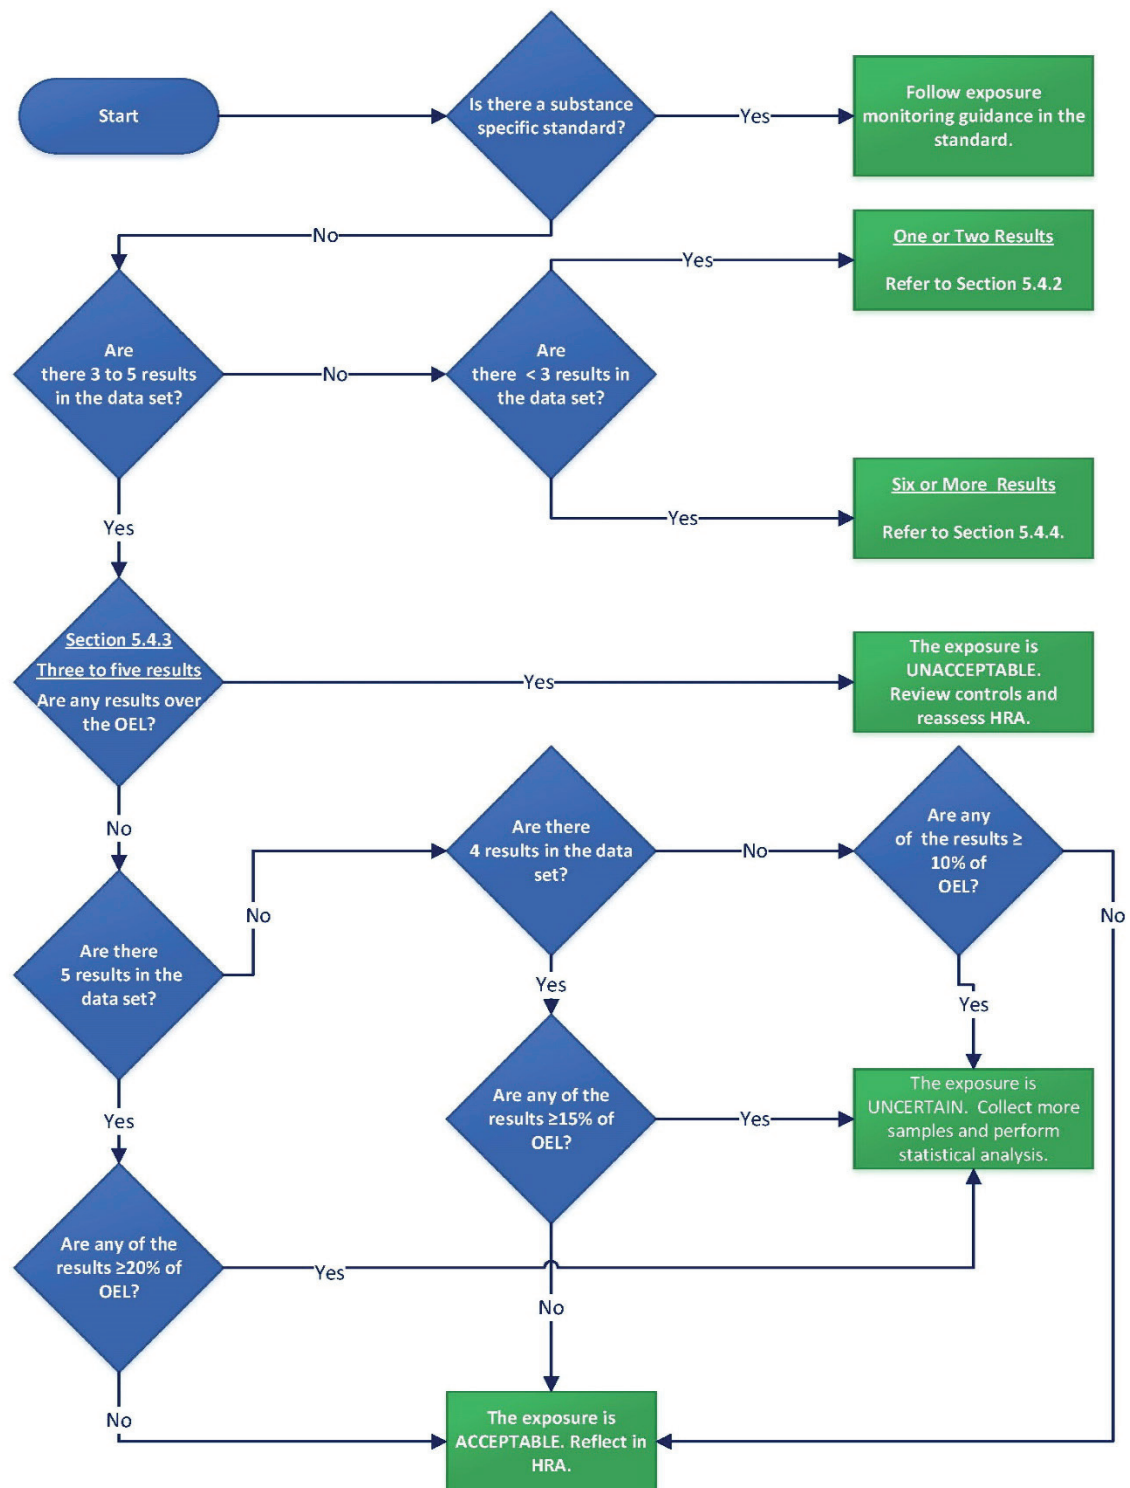 Start
Is there a substance
specific standard?
Yes
Follow exposure
monitoring guidance in the
standard.
No
One or Two Results
Refer to Section 5.4.2
Yes
Are
there 3 to 5 results
in the data set?
No
Are
there < 3 results in
the data set?
Six or More Results
Refer to Section 5.4.4.
Yes
Yes
Section 5.4.3
Three to five results
Are any results over
the OEL?
Yes
The exposure is
UNACCEPTABLE.
Review controls and
reassess HRA.
No
Are there
4 results in the data
set?
No
Are any
of the results ≥
10% of
OEL?
No
No
Are there
5 results in the
data set?
Yes
Yes
Yes
Are any of the
results ≥15% of
OEL?
Yes
The exposure is
UNCERTAIN. Collect more
samples and perform
statistical analysis.
Are any of the
results ≥20% of
OEL?
Yes
No
No
The exposure is
ACCEPTABLE. Reflect in
HRA.